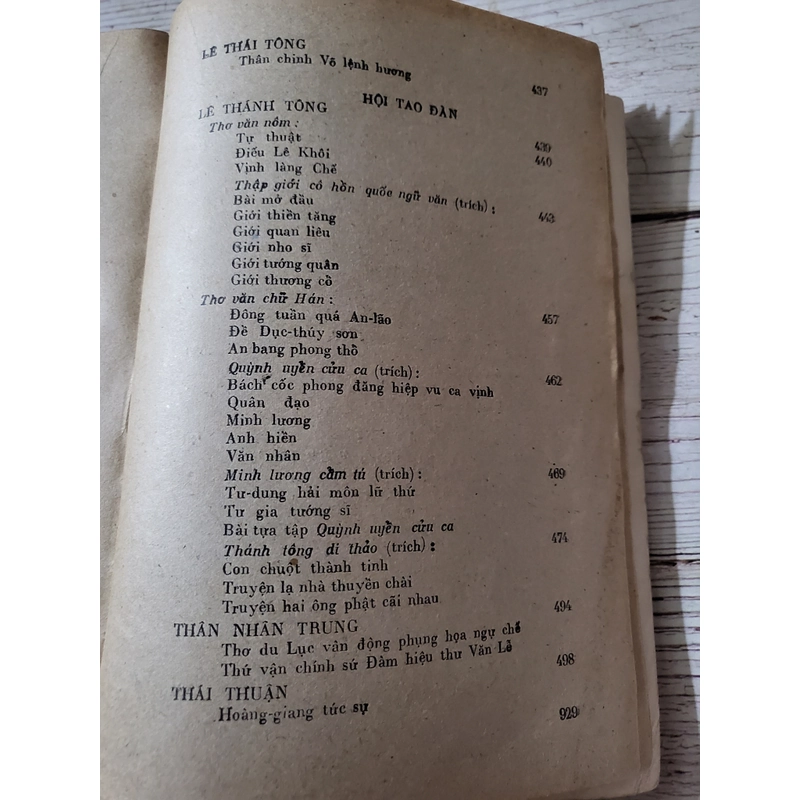 LÊ THÁI TÔNG
Thân chinh Võ lệnh hương 437
HỘI TAO ĐÀN
LÊ THÁNH TÔNG
Thơ văn nôm :
Tự thuật 439
Điếu Lê Khôi 440
Vịnh làng Chế
Thập giới cô hồn quốc ngữ văn (trích) : 443
Bài mở đầu
Giới thiền tăng
Giới quan liêu
Giới nho sĩ
Giới tướng quân
Giới thương cổ
Thơ văn chữ Hán :
Đông tuần quá An-lão 457
Đề Dục-thúy sơn
An bang phong thổ
Quỳnh uyển cửu ca (trích) : 462
Bách cốc phong đăng hiệp vu ca vịnh
Quân đạo
Minh lương
Anh hiền
Văn nhân
Minh lương cẩm tú (trích) : 469
Tư-dung hải môn lữ thứ
Tư gia tướng sĩ
Bài tựa tập Quỳnh uyển cửu ca
Thánh tông di thảo (trích) : 474
Con chuột thành tinh
Truyện lạ nhà thuyền chài
Truyện hai ông phật cãi nhau 494
THÂN NHÂN TRUNG
Thơ du Lục vân động phụng họa ngự chế
Thứ vận chính sứ Đàm hiệu thư Văn Lễ 498
THÁI THUẬN
Hoàng-giang tức sự 929